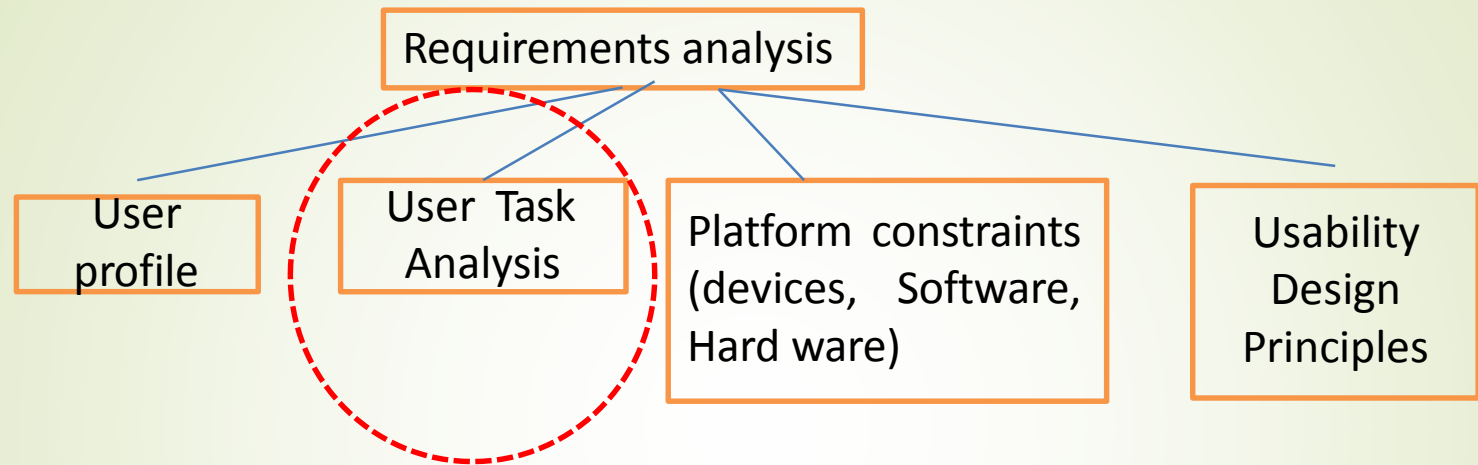 Requirements analysis
User
profile
User Task
Analysis
Platform constraints
(devices, Software,
Hard ware)
Usability
Design
Principles